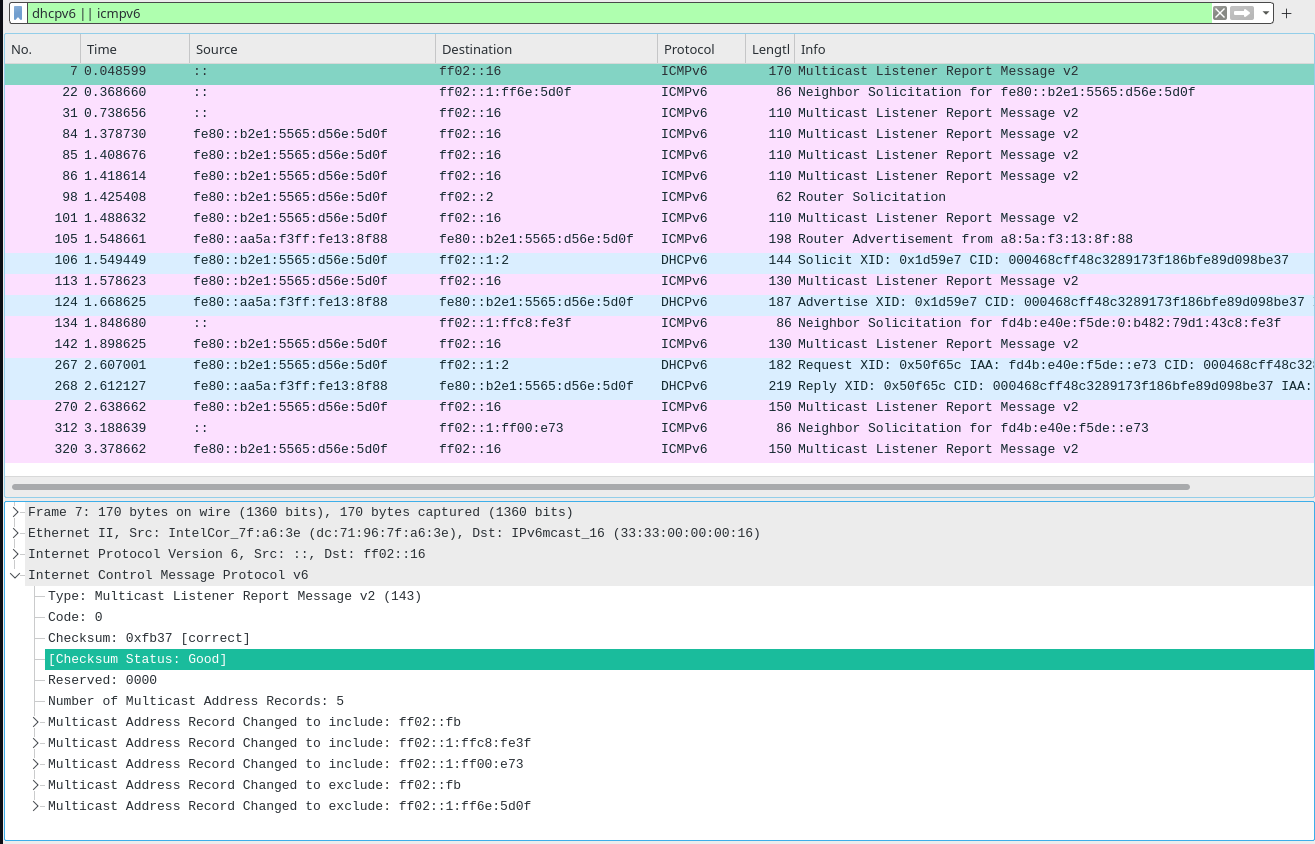 dhcpv6 || icmpv6
No. Time Source Destination Protocol Lengtl Info
7 0.048599 :: ff02::16 ICMPv6 170 Multicast Listener Report Message v2
22 0.368660 :: ff02::1:ff6e:5d0f ICMPv6 86 Neighbor Solicitation for fe80::b2e1:5565:d56e:5d0f
31 0.738656 :: ff02::16 ICMPv6 110 Multicast Listener Report Message v2
84 1.378730 fe80::b2e1:5565:d56e:5d0f ff02::16 ICMPv6 110 Multicast Listener Report Message v2
85 1.408676 fe80::b2e1:5565:d56e:5d0f ff02::16 ICMPv6 110 Multicast Listener Report Message v2
86 1.418614 fe80::b2e1:5565:d56e:5d0f ff02::16 ICMPv6 110 Multicast Listener Report Message v2
98 1.425408 fe80::b2e1:5565:d56e:5d0f ff02::2 ICMPv6 62 Router Solicitation
101 1.488632 fe80::b2e1:5565:d56e:5d0f ff02::16 ICMPv6 110 Multicast Listener Report Message v2
105 1.548661 fe80::aa5a:f3ff:fe13:8f88 fe80::b2e1:5565:d56e:5d0f ICMPv6 198 Router Advertisement from a8:5a:f3:13:8f:88
106 1.549449 fe80::b2e1:5565:d56e:5d0f ff02::1:2 DHCPv6 144 Solicit XID: 0x1d59e7 CID: 000468cff48c3289173f186bfe89d098be37
113 1.578623 fe80::b2e1:5565:d56e:5d0f ff02::16 ICMPv6 130 Multicast Listener Report Message v2
124 1.668625 fe80::aa5a:f3ff:fe13:8f88 fe80::b2e1:5565:d56e:5d0f DHCPv6 187 Advertise XID: 0x1d59e7 CID: 000468cff48c3289173f186bfe89d098be37
134 1.848680 :: ff02::1:ffc8:fe3f ICMPv6 86 Neighbor Solicitation for fd4b:e40e:f5de:0:b482:79d1:43c8:fe3f
142 1.898625 fe80::b2e1:5565:d56e:5d0f ff02::16 ICMPv6 130 Multicast Listener Report Message v2
267 2.607001 fe80::b2e1:5565:d56e:5d0f ff02::1:2 DHCPv6 182 Request XID: 0x50f65c IAA: fd4b:e40e:f5de::e73 CID: 000468cff48c328
268 2.612127 fe80::aa5a:f3ff:fe13:8f88 fe80::b2e1:5565:d56e:5d0f DHCPv6 219 Reply XID: 0x50f65c CID: 000468cff48c3289173f186bfe89d098be37 IAA:
270 2.638662 fe80::b2e1:5565:d56e:5d0f ff02::16 ICMPv6 150 Multicast Listener Report Message v2
312 3.188639 :: ff02::1:ff00:e73 ICMPv6 86 Neighbor Solicitation for fd4b:e40e:f5de::e73
320 3.378662 fe80::b2e1:5565:d56e:5d0f ff02::16 ICMPv6 150 Multicast Listener Report Message v2
Frame 7: 170 bytes on wire (1360 bits), 170 bytes captured (1360 bits)
Ethernet II, Src: IntelCor_7f:a6:3e (dc:71:96:7f:a6:3e), Dst: IPv6mcast_16 (33:33:00:00:00:16)
Internet Protocol Version 6, Src: ::, Dst: ff02::16
Internet Control Message Protocol v6
Type: Multicast Listener Report Message v2 (143)
Code: 0
Checksum: 0xfb37 [correct]
[Checksum Status: Good]
Reserved: 0000
Number of Multicast Address Records: 5
Multicast Address Record Changed to include: ff02::fb
Multicast Address Record Changed to include: ff02::1:ffc8:fe3f
Multicast Address Record Changed to include: ff02::1:ff00:e73
Multicast Address Record Changed to exclude: ff02::fb
Multicast Address Record Changed to exclude: ff02::1:ff6e:5d0f